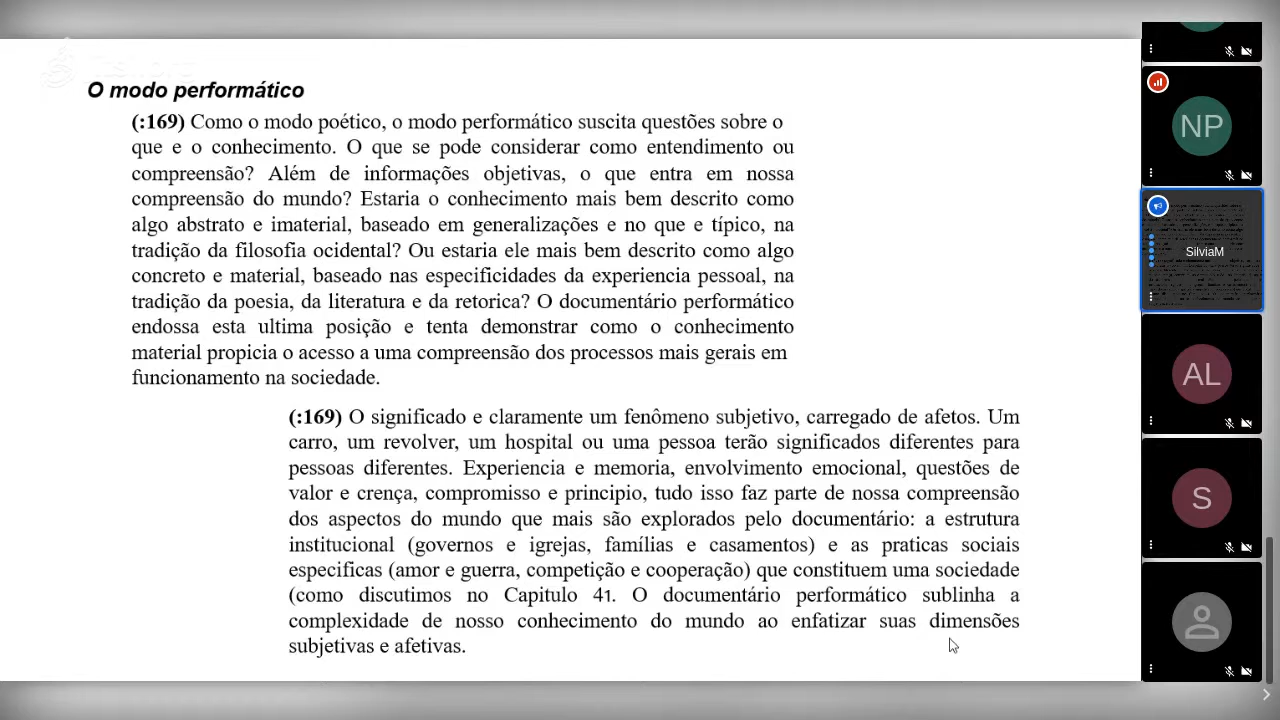 O modo performático
(:169) Como o modo poético, o modo performático suscita questões sobre o
que e o conhecimento. O que se pode considerar como entendimento ou
compreensão? Além de informações objetivas, o que entra em nossa
compreensão do mundo? Estaria o conhecimento mais bem descrito como
algo abstrato e imaterial, baseado em generalizações e no que e típico, na
tradição da filosofia ocidental? Ou estaria ele mais bem descrito como algo
concreto e material, baseado nas especificidades da experiencia pessoal, na
tradição da poesia, da literatura e da retorica? O documentário performático
endossa esta ultima posição e tenta demonstrar como o conhecimento
material propicia o acesso a uma compreensão dos processos mais gerais em
funcionamento na sociedade.
(:169) O significado e claramente um fenômeno subjetivo, carregado de afetos. Um
carro, um revolver, um hospital ou uma pessoa terão significados diferentes para
pessoas diferentes. Experiencia e memoria, envolvimento emocional, questões de
valor e crença, compromisso e principio, tudo isso faz parte de nossa compreensão
dos aspectos do mundo que mais são explorados pelo documentário: a estrutura
institucional (governos e igrejas, famílias e casamentos) e as praticas sociais
especificas (amor e guerra, competição e cooperação) que constituem uma sociedade
(como discutimos no Capitulo 41. O documentário performático sublinha a
complexidade de nosso conhecimento do mundo ao enfatizar suas dimensões
subjetivas e afetivas.
NP
SilviaM
AL
S